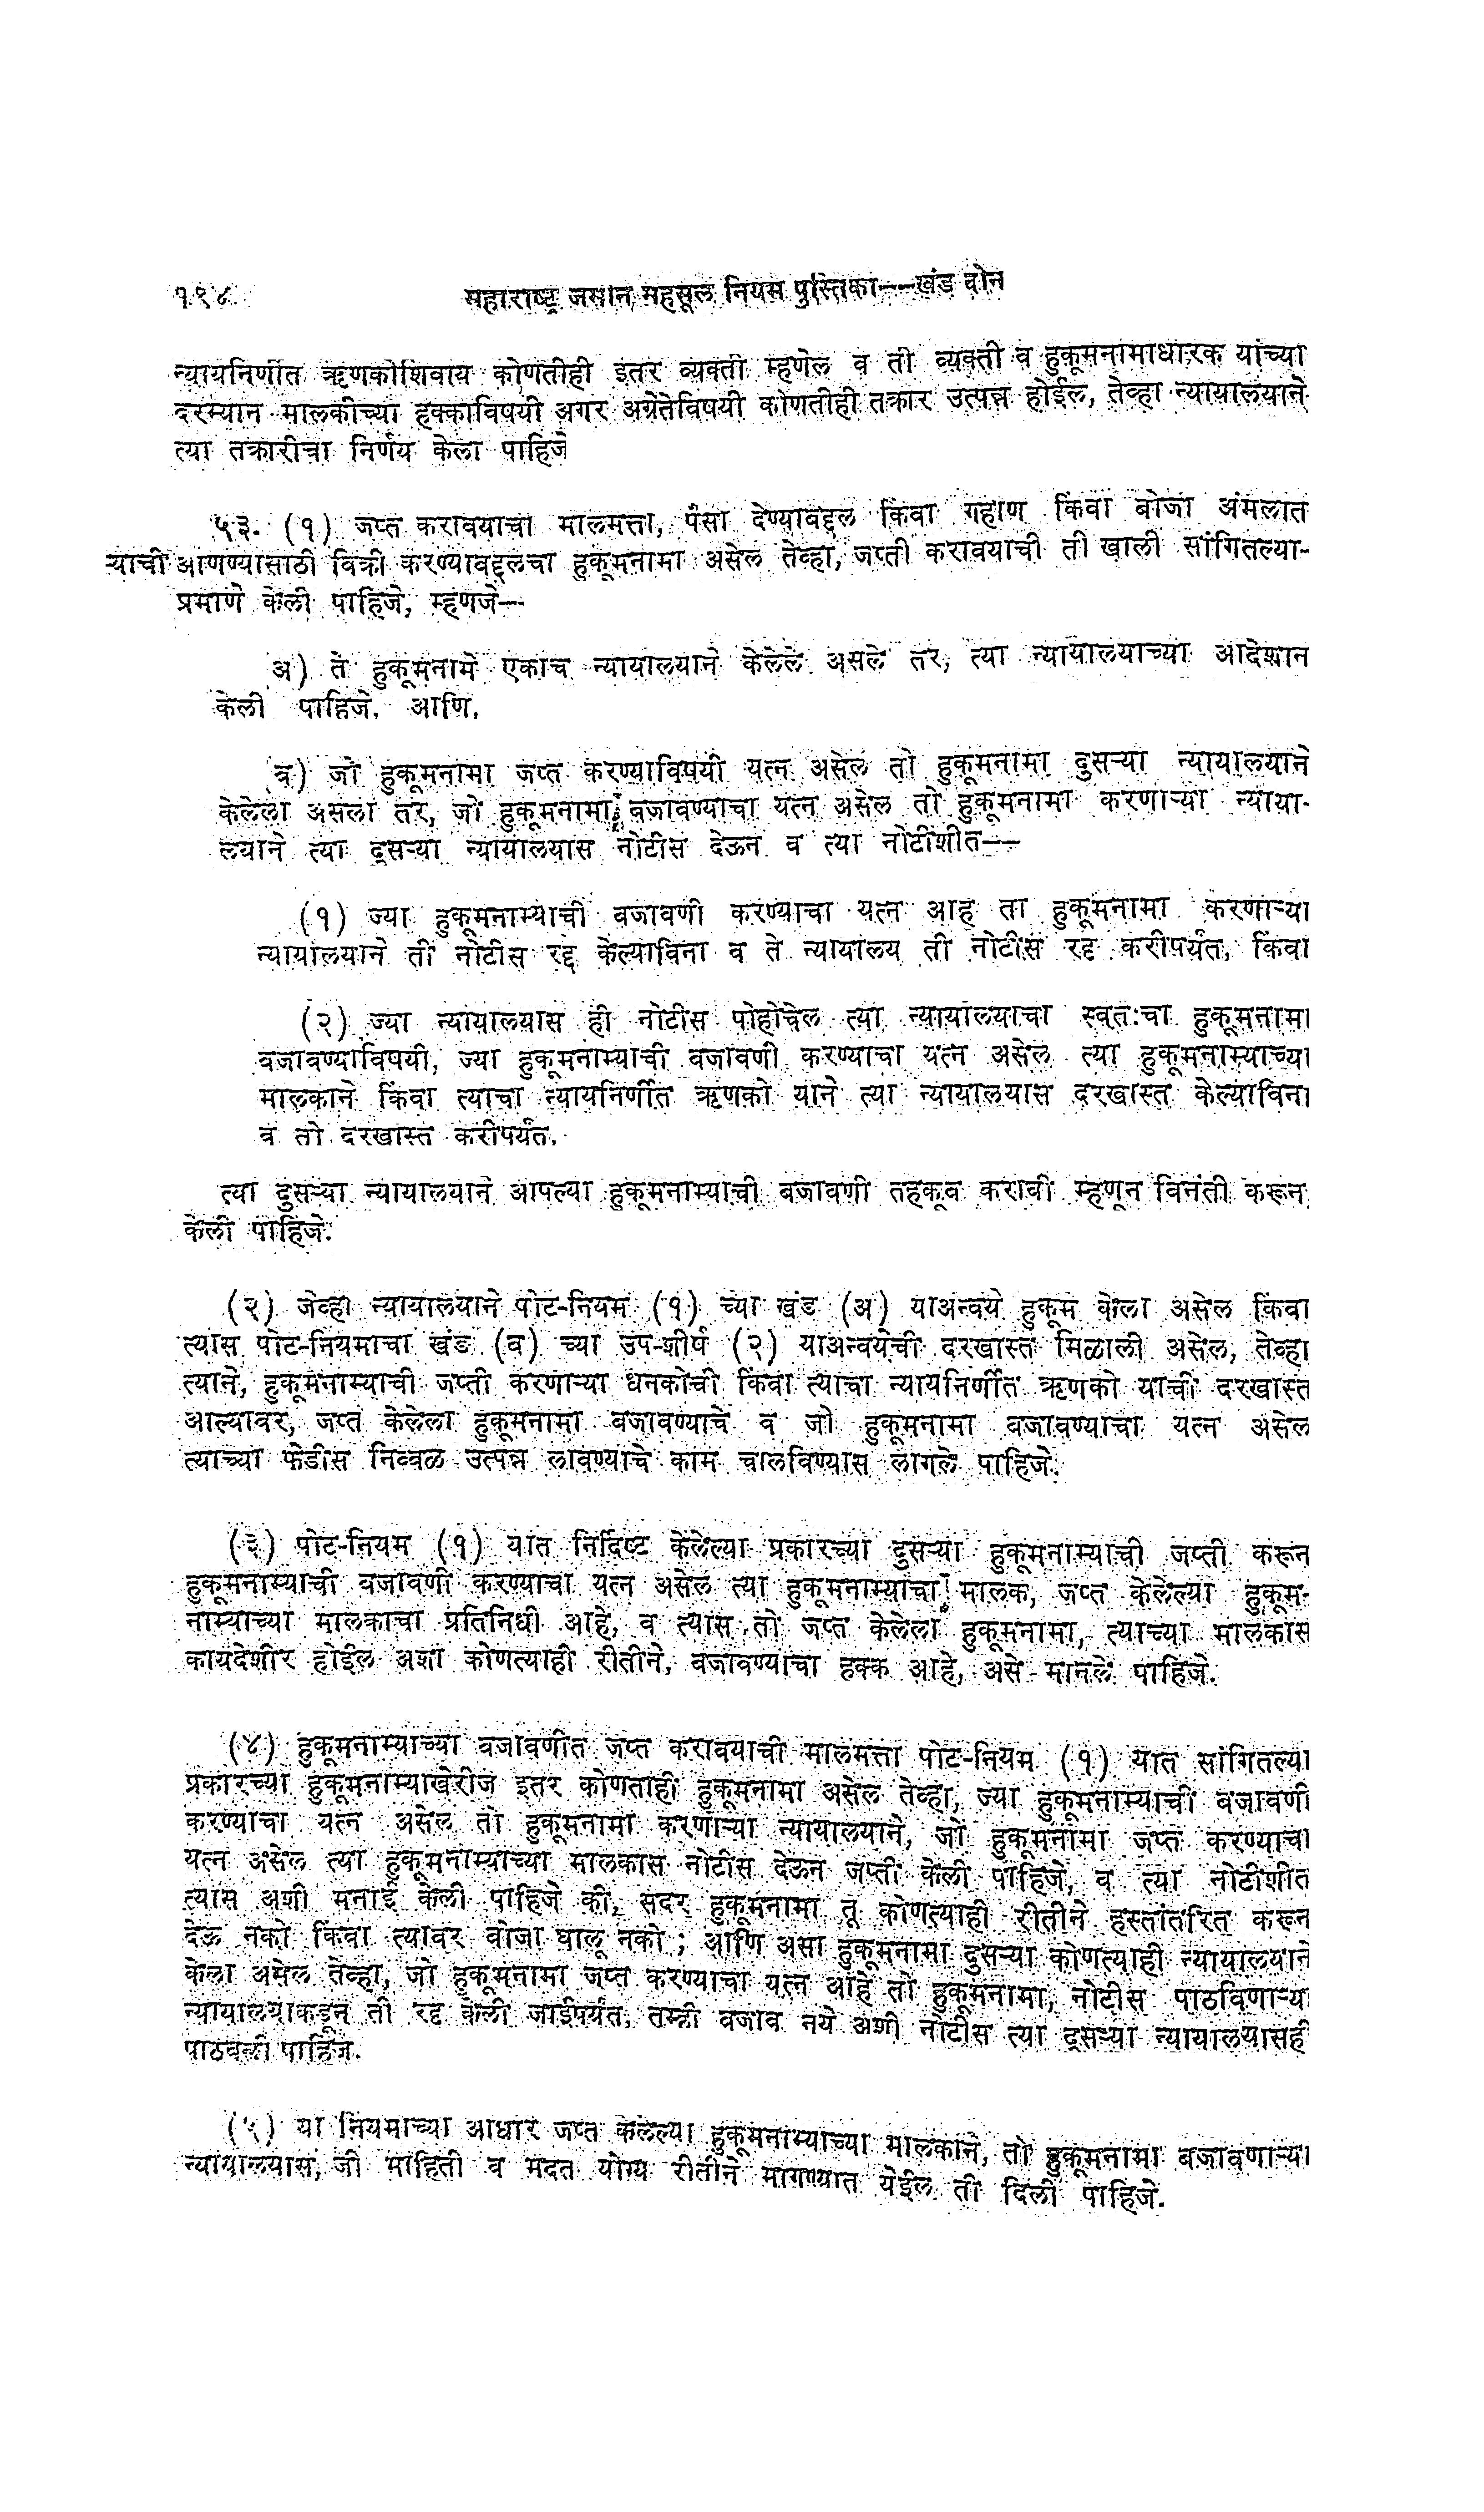 १९४ महाराष्ट्र जमीन महसूल नियम पुस्तिका--खंड दोन
न्यायनिर्णीत ऋणकोशिवाय कोणतीही इतर व्यक्ती म्हणेल व ती व्यक्ती व हुकूमनामाधारक यांच्या
दरम्यान मालकीच्या हक्काविषयी अगर अग्रतेविषयी कोणतीही तक्रार उत्पन्न होईल, तेव्हा न्यायालयाने
त्या तक्रारीचा निर्णय केला पाहिजे
५३. (१) जप्त करावयाचा मालमत्ता, पैसा देण्याबद्दल किंवा गहाण किंवा बोजा अंमलात
याची आणण्यासाठी विक्री करण्याबद्दलचा हुकूमनामा असेल तेव्हा, जप्ती करावयाची ती खाली सांगितल्या-
प्रमाणे केली पाहिजे, म्हणजे--
अ) ते हुकूमनामे एकाच न्यायालयाने केलेले असले तर, त्या न्यायालयाच्या आदेशान
केली पाहिजे. आणि,
ब) जो हुकूमनामा जप्त करण्याविषयी यत्न असेल तो हुकूमनामा दुसऱ्या न्यायालयाने
केलेला असला तर, जो हुकूमनामा बजावण्याचा यत्न असेल तो हुकूमनामा करणाऱ्या न्याया-
लयाने त्या दुसऱ्या न्यायालयास नोटीस देऊन व त्या नोटीशीत--
(१) ज्या हुकूमनाम्याची बजावणी करण्याचा यत्न आह ता हुकूमनामा करणाऱ्या
न्यायालयाने ती नोटीस रद्द केल्याविना व ते न्यायालय ती नोटीस रद्द करीपर्यंत, किंवा
(२) ज्या न्यायालयास ही नोटीस पोहोचेल त्या न्यायालयाचा स्वतःचा हुकूमनामा
बजावण्याविषयी, ज्या हुकूमनाम्याची बजावणी करण्याचा यत्न असेल त्या हुकूमनाम्याच्या
मालकाने किंवा त्याचा न्यायनिर्णीत ऋणको याने त्या न्यायालयास दरखास्त केल्याविना
व तो दरखास्त करीपर्यंत.
त्या दुसऱ्या न्यायालयाने आपल्या हुकूमनाम्याची बजावणी तहकूब करावी म्हणून विनंती करून
केली पाहिजे.
(२) जेव्हा न्यायालयाने पोट-नियम (१) च्या खंड (अ) याअन्वये हुकूम केला असेल किंवा
त्यास पोट-नियमाचा खंड (ब) च्या उप-शीर्ष (२) याअन्वयेची दरखास्त मिळाली असेल, तेव्हा
त्याने, हुकूमनाम्याची जप्ती करणाऱ्या धनकोची किंवा त्याचा न्यायनिर्णीत ऋणको याची दरखास्त
आल्यावर, जप्त केलेला हुकूमनामा बजावण्याचे व जो हुकूमनामा बजावण्याचा यत्न असेल
त्याच्या फेडीस निव्वळ उत्पन्न लावण्याचे काम चालविण्यास लागले पाहिजे.
(३) पोट-नियम (१) यात निर्दिष्ट केलेल्या प्रकारच्या दुसऱ्या हुकूमनाम्याची जप्ती करून
हुकूमनाम्याची बजावणी करण्याचा यत्न असेल त्या हुकूमनाम्याचा मालक, जप्त केलेल्या हुकूम-
नाम्याच्या मालकाचा प्रतिनिधी आहे, व त्यास तो जप्त केलेला हुकूमनामा, त्याच्या मालकास
कायदेशीर होईल अशा कोणत्याही रीतीने, बजावण्याचा हक्क आहे, असे मानले पाहिजे.
(४) हुकूमनाम्याच्या बजावणीत जप्त करावयाची मालमत्ता पोट-नियम (१) यात सांगितल्या
प्रकारच्या हुकूमनाम्याखेरीज इतर कोणताही हुकूमनामा असेल तेव्हा, ज्या हुकूमनाम्याची बजावणी
करण्याचा यत्न असेल तो हुकूमनामा करणाऱ्या न्यायालयाने, जो हुकूमनामा जप्त करण्याचा
यत्न असेल त्या हुकूमनाम्याच्या मालकास नोटीस देऊन जप्ती केली पाहिजे, व त्या नोटीशीत
त्यास अशी मनाई केली पाहिजे की, सदर हुकूमनामा तू कोणत्याही रीतीने हस्तांतरित करून
देऊ नको किंवा त्यावर बोजा घालू नको; आणि असा हुकूमनामा दुसऱ्या कोणत्याही न्यायालयाने
केला असेल तेव्हा, जो हुकूमनामा जप्त करण्याचा यत्न आहे तो हुकूमनामा, नोटीस पाठविणाऱ्या
न्यायालयाकडून ती रद्द केली जाईपर्यंत, तुम्ही बजावू नये अशी नोटीस त्या दुसऱ्या न्यायालयासही
पाठवली पाहिजे.
(५) या नियमाच्या आधारे जप्त केलेल्या हुकूमनाम्याच्या मालकाने, तो हुकूमनामा बजावणाऱ्या
न्यायालयास, जी माहिती व मदत योग्य रीतीने मागण्यात येईल ती दिली पाहिजे.